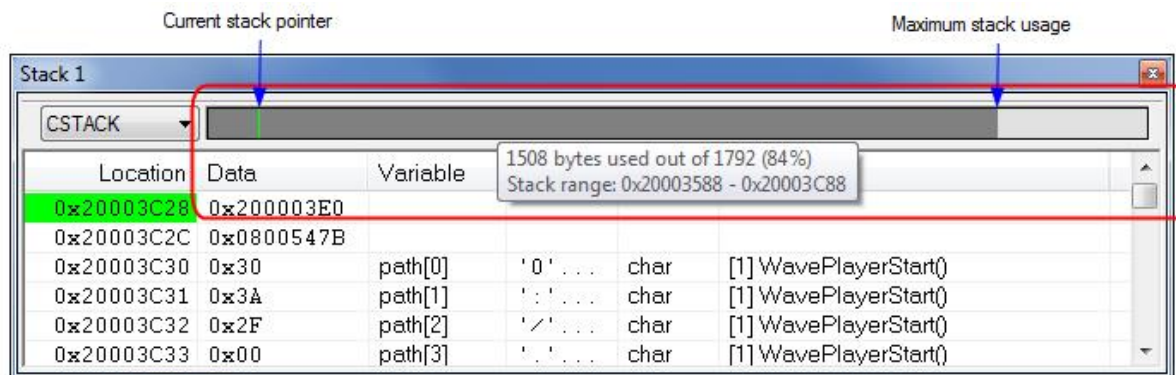 Current stack pointer
Maximum stack usage
Stack 1
CSTACK
1508 bytes used out of 1792 (84%)
Stack range: 0x20003588 - 0x20003C88
Location Data Variable
0x20003C28 0x200003E0
0x20003C2C 0x0800547B
0x20003C30 0x30 path[0] '0'... char [1] WavePlayerStart()
0x20003C31 0x3A path[1] ':'... char [1] WavePlayerStart()
0x20003C32 0x2F path[2] '/'... char [1] WavePlayerStart()
0x20003C33 0x00 path[3] '.'... char [1] WavePlayerStart()